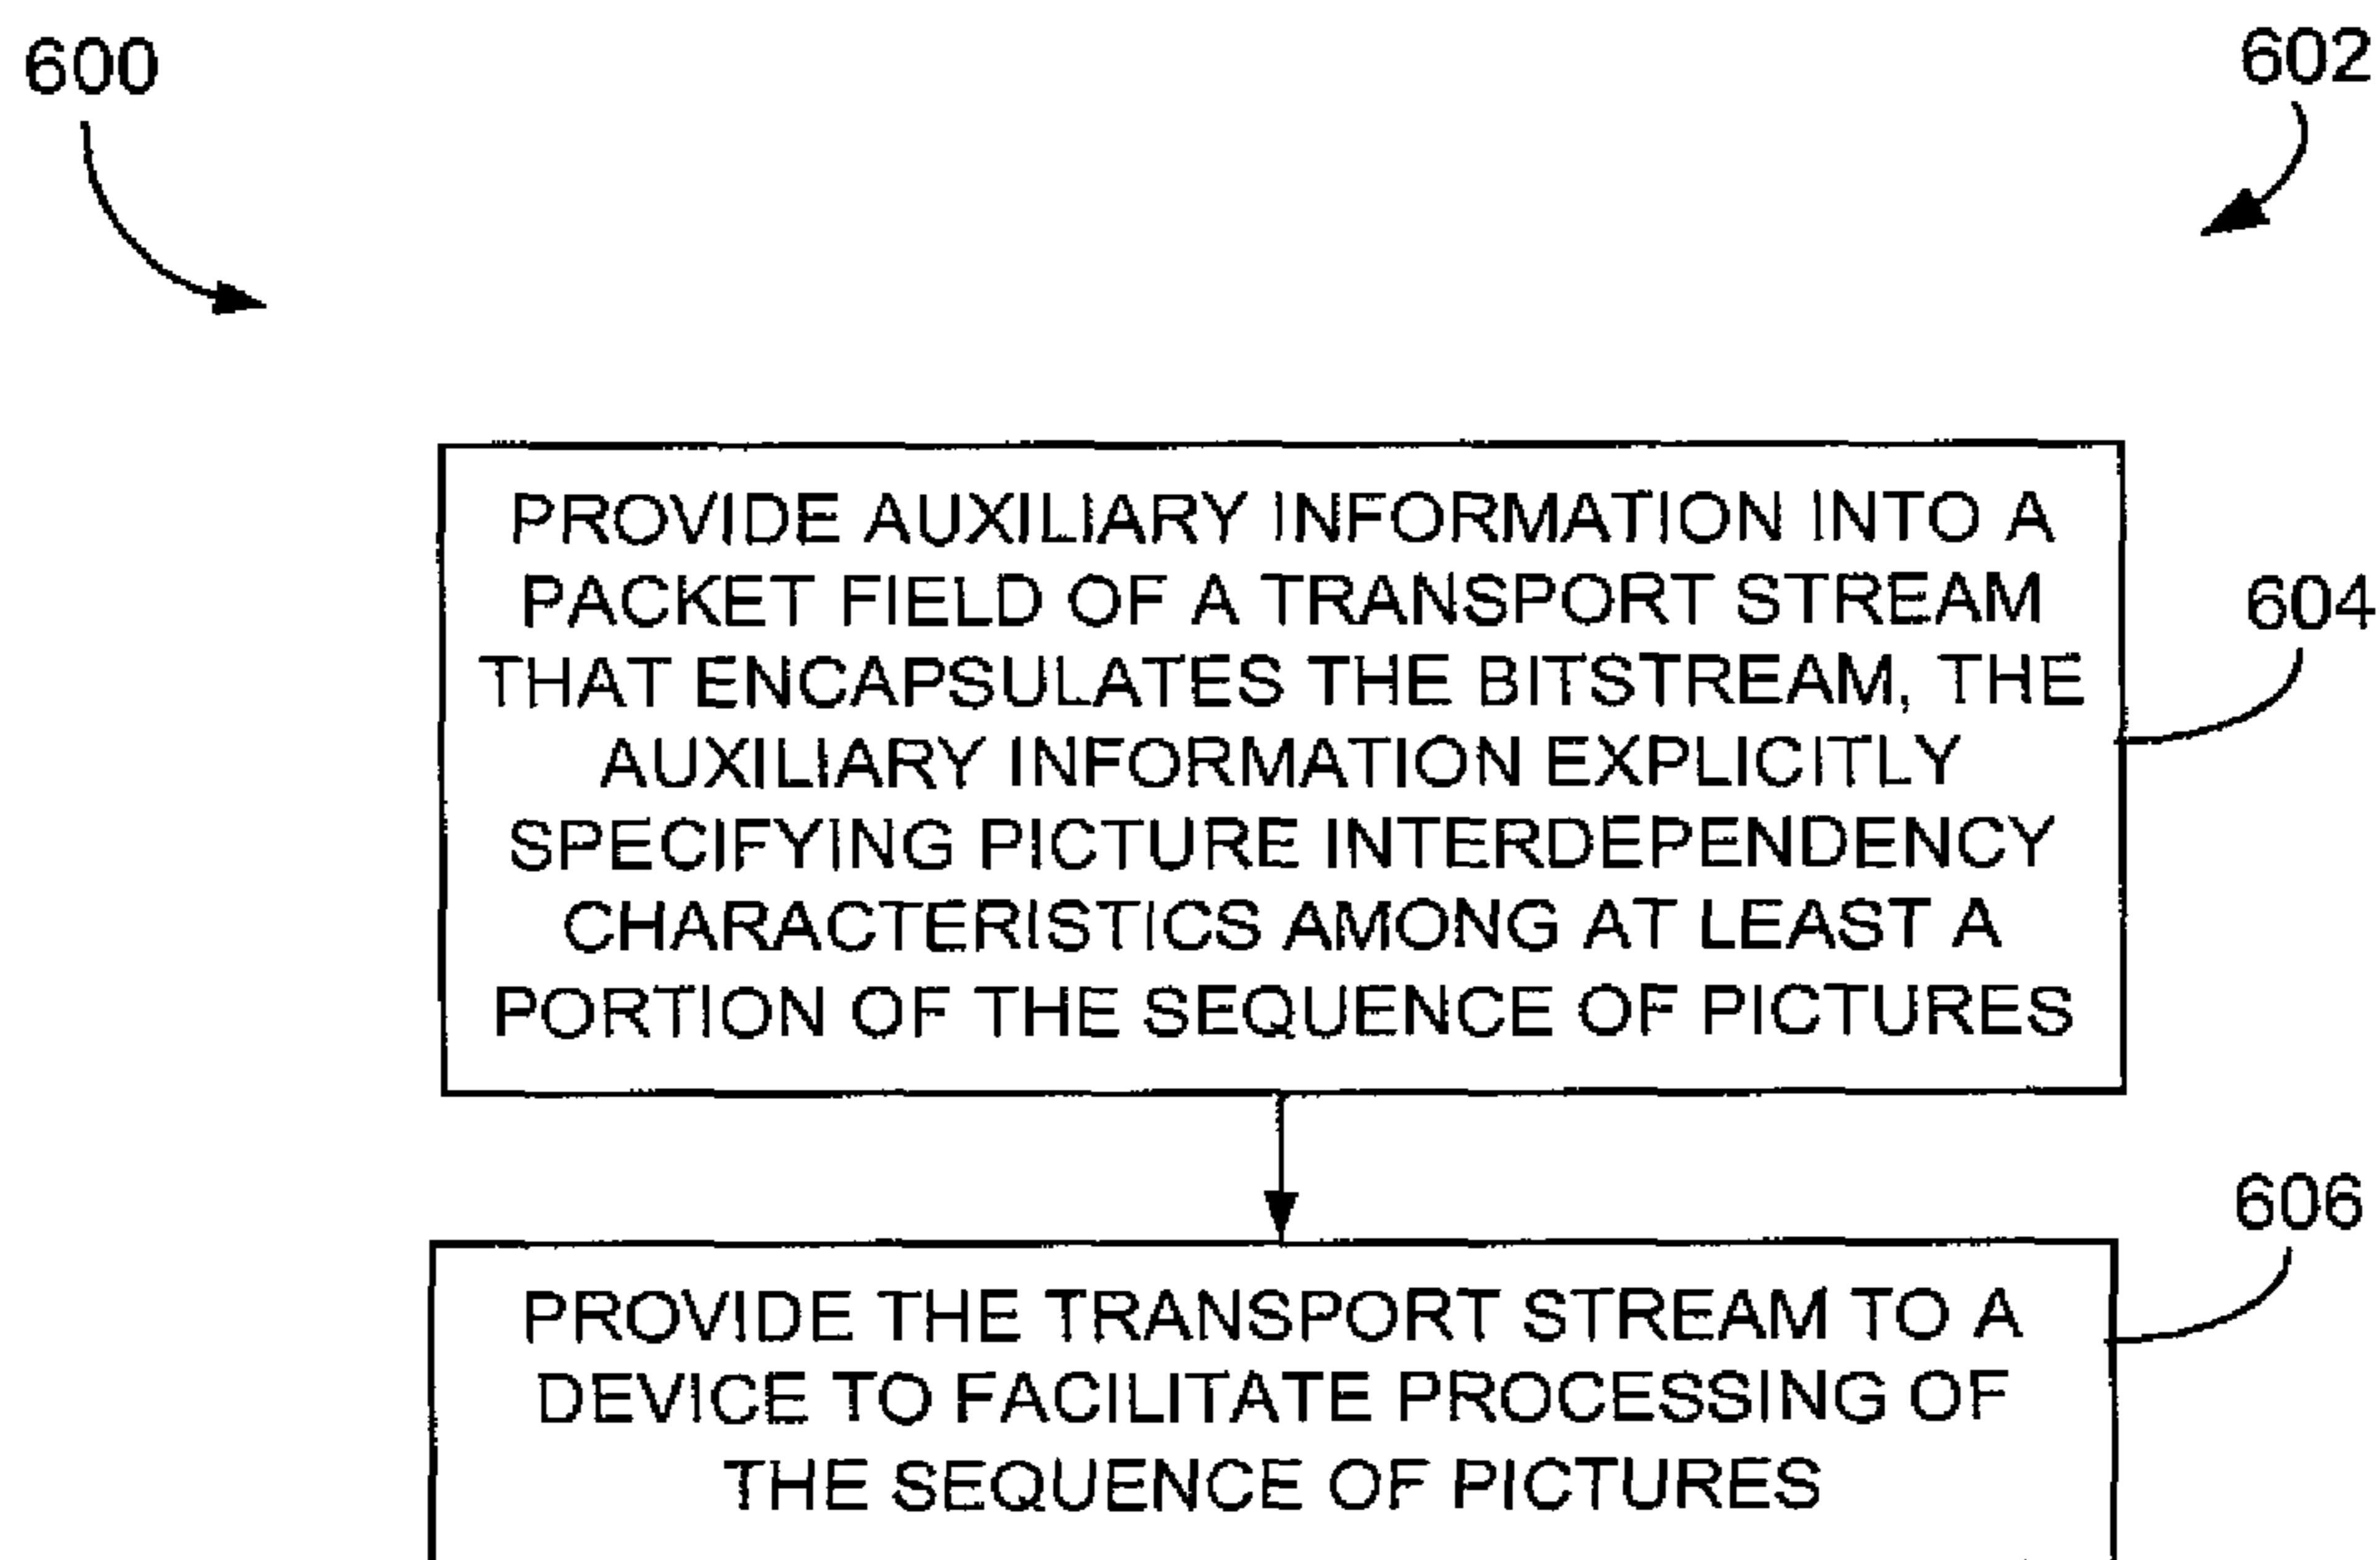 600
602
PROVIDE AUXILIARY INFORMATION INTO A
PACKET FIELD OF A TRANSPORT STREAM
THAT ENCAPSULATES THE BITSTREAM, THE
AUXILIARY INFORMATION EXPLICITLY
SPECIFYING PICTURE INTERDEPENDENCY
CHARACTERISTICS AMONG AT LEAST A
PORTION OF THE SEQUENCE OF PICTURES
604
606
PROVIDE THE TRANSPORT STREAM TO A
DEVICE TO FACILITATE PROCESSING OF
THE SEQUENCE OF PICTURES